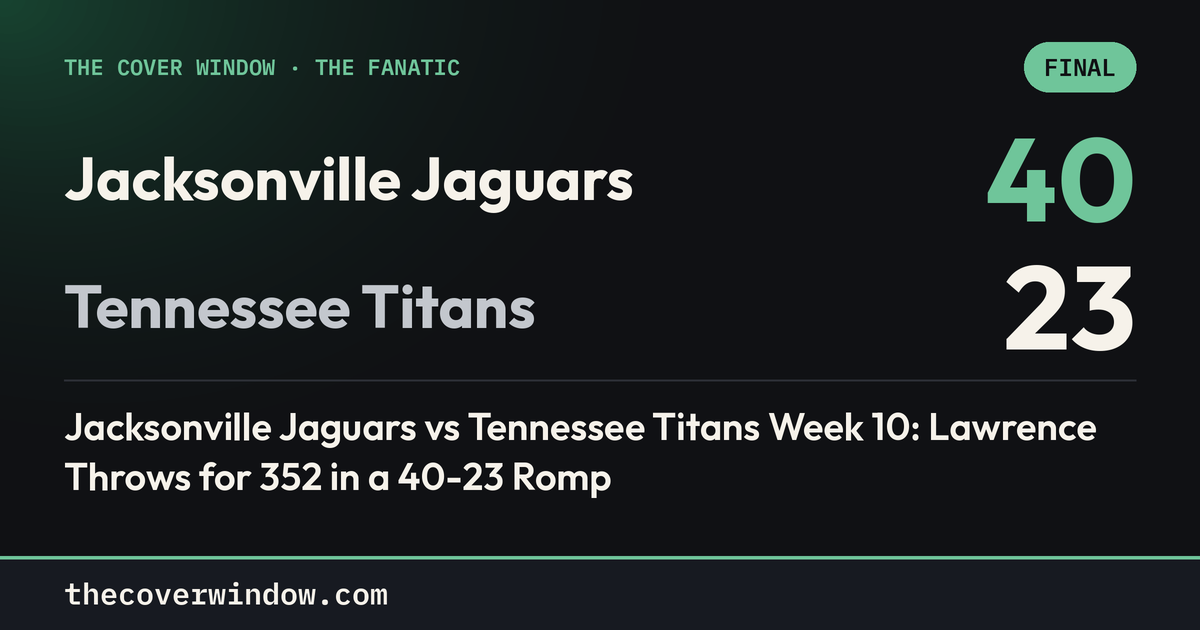 THE COVER WINDOW · THE FANATIC
FINAL
Jacksonville Jaguars 40
Tennessee Titans 23
Jacksonville Jaguars vs Tennessee Titans Week 10: Lawrence
Throws for 352 in a 40-23 Romp
thecoverwindow.com